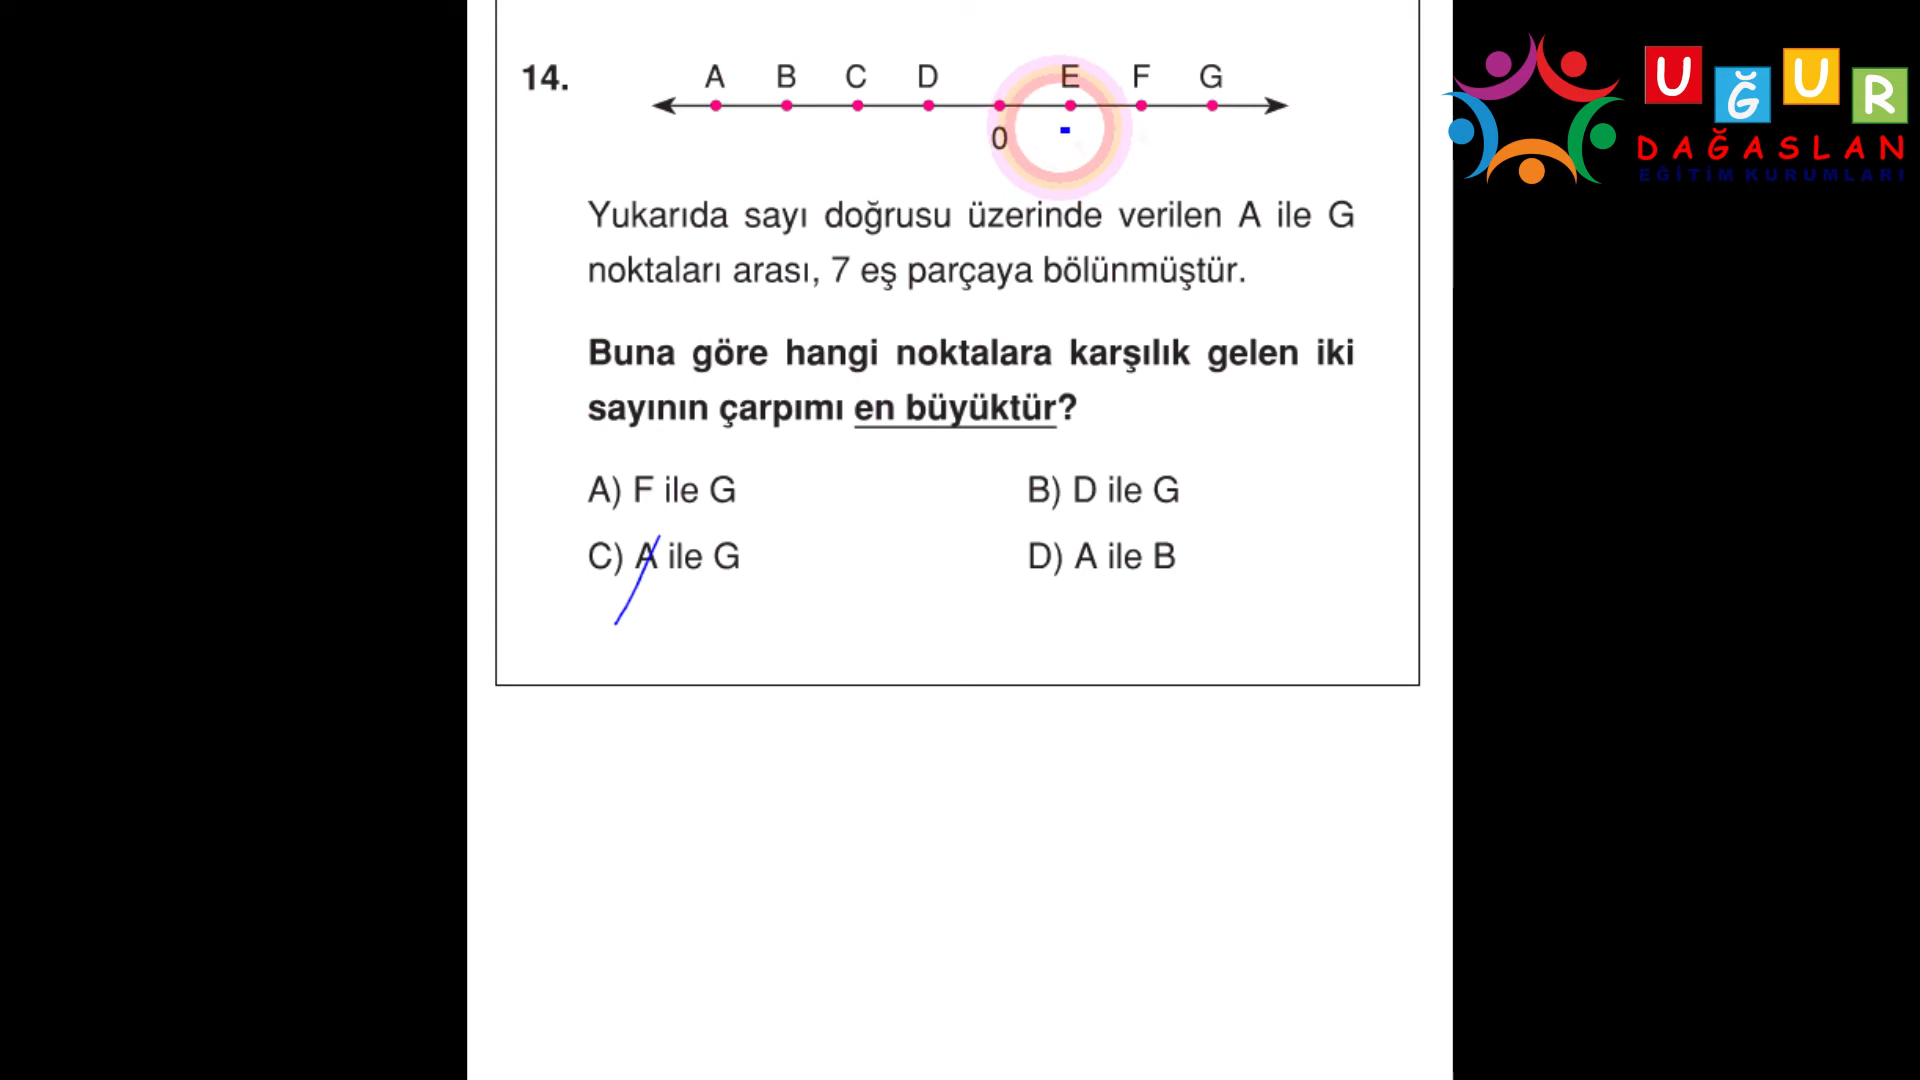 14.
A B C D E F G
0
Yukarıda sayı doğrusu üzerinde verilen A ile G
noktaları arası, 7 eş parçaya bölünmüştür.
Buna göre hangi noktalara karşılık gelen iki
sayının çarpımı en büyüktür?
A) F ile G
B) D ile G
C) A ile G
D) A ile B
UĞUR
DAĞASLAN
EĞİTİM KURUMLARI